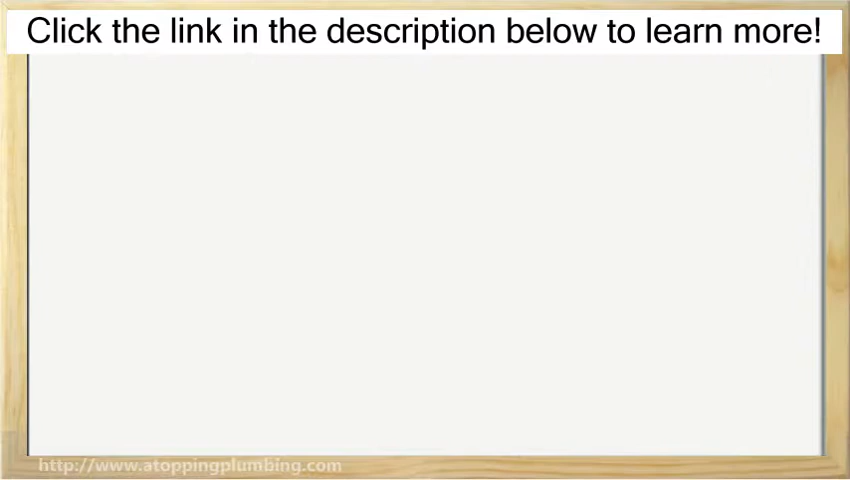 Click the link in the description below to learn more!
http://www.atoppingplumbing.com